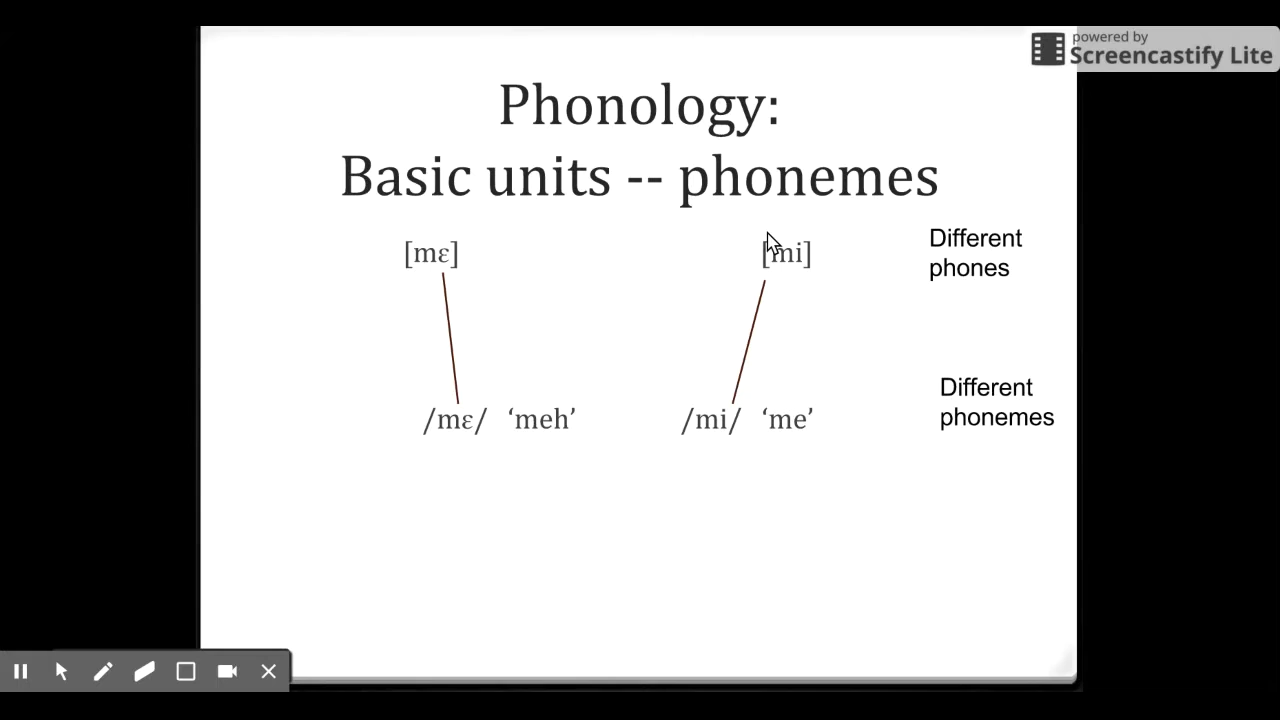 powered by
Screencastify Lite
Phonology:
Basic units -- phonemes
[mɛ]
[mi]
Different
phones
/mɛ/ ‘meh’
/mi/ ‘me’
Different
phonemes